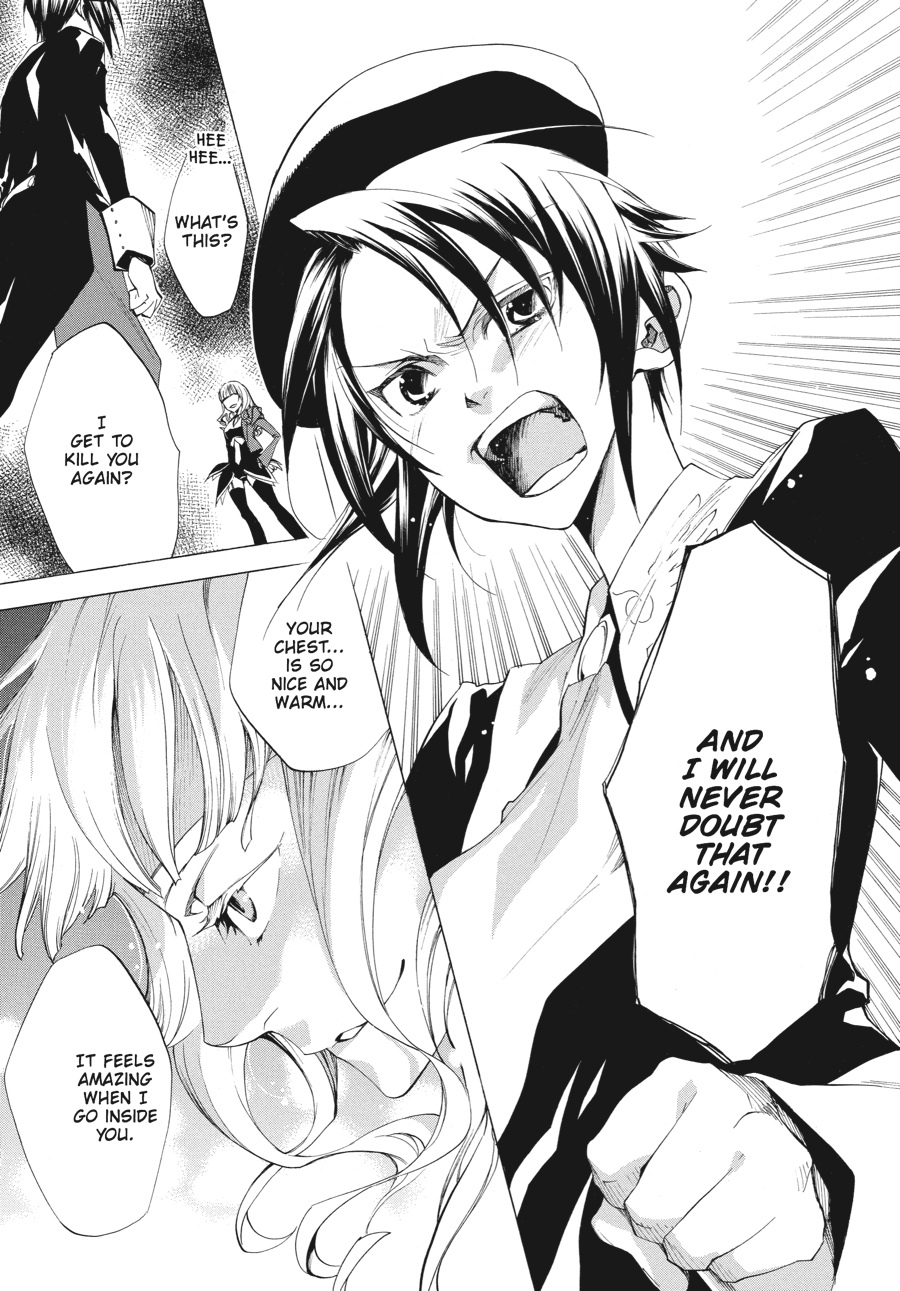 AND
I WILL
NEVER
DOUBT
THAT
AGAIN!!
HEE
HEE...
WHAT'S
THIS?
I
GET TO
KILL YOU
AGAIN?
YOUR
CHEST...
IS SO
NICE AND
WARM...
IT FEELS
AMAZING
WHEN I
GO INSIDE
YOU.